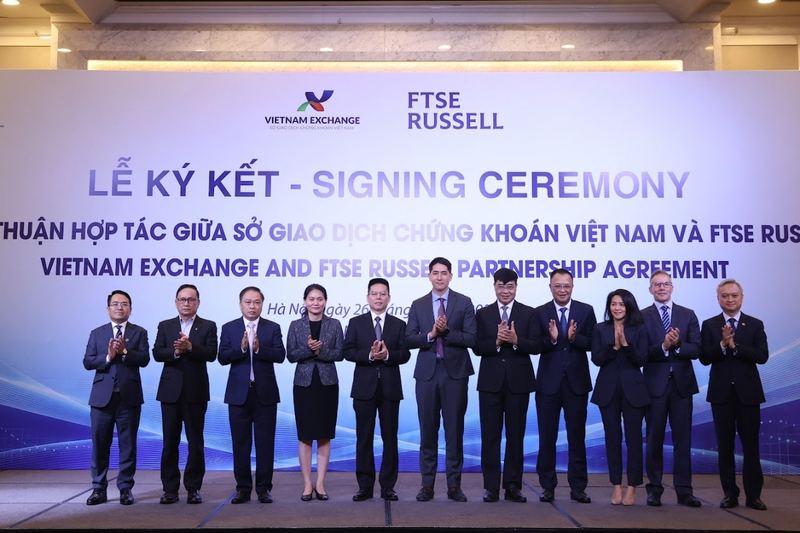 VIETNAM EXCHANGE
SỞ GIAO DỊCH CHỨNG KHOÁN VIỆT NAM
FTSE
RUSSELL
LỄ KÝ KẾT - SIGNING CEREMONY
THUẬN HỢP TÁC GIỮA SỞ GIAO DỊCH CHỨNG KHOÁN VIỆT NAM VÀ FTSE RUS
VIETNAM EXCHANGE AND FTSE RUSSELL PARTNERSHIP AGREEMENT
Hà Nội, ngày 26